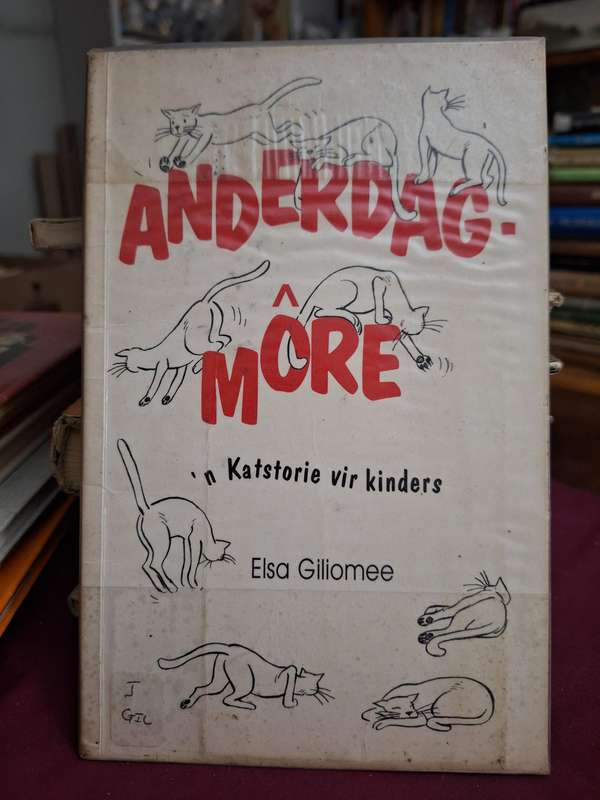 ANDERDAG-
MÔRE
'n Katstorie vir kinders
Elsa Giliomee
J
GIL